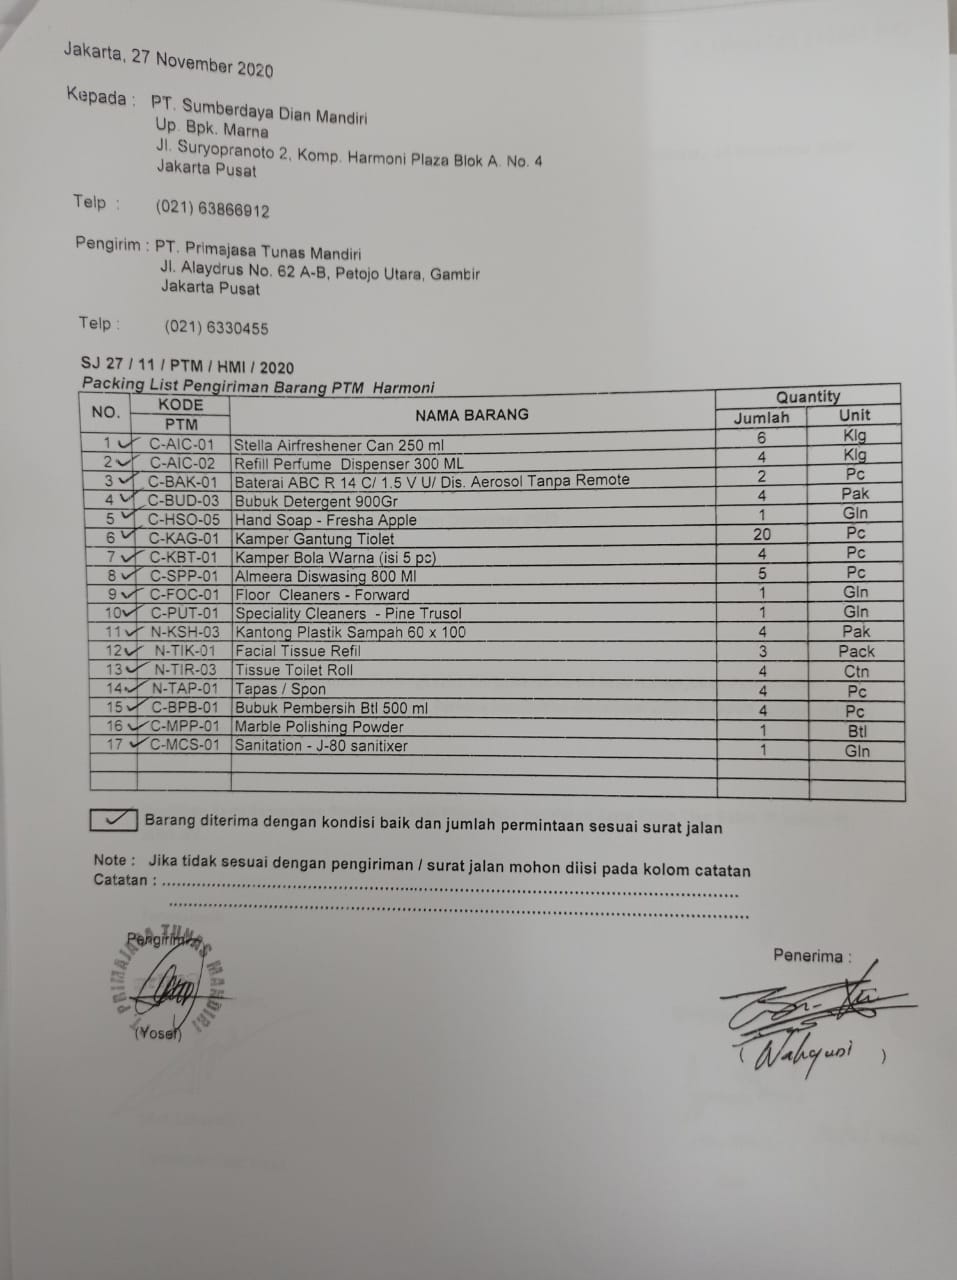 Jakarta, 27 November 2020
Kepada : PT. Sumberdaya Dian Mandiri
Up. Bpk. Marna
Jl. Suryopranoto 2, Komp. Harmoni Plaza Blok A. No. 4
Jakarta Pusat
Telp : (021) 63866912
Pengirim : PT. Primajasa Tunas Mandiri
Jl. Alaydrus No. 62 A-B, Petojo Utara, Gambir
Jakarta Pusat
Telp : (021) 6330455
SJ 27 / 11 / PTM / HMI / 2020
Packing List Pengiriman Barang PTM Harmoni
NO. KODE PTM NAMA BARANG Quantity
Jumlah Unit
1 C-AIC-01 Stella Airfreshener Can 250 ml 6 Klg
2 C-AIC-02 Refill Perfume Dispenser 300 ML 4 Klg
3 C-BAK-01 Baterai ABC R 14 C/ 1.5 V U/ Dis. Aerosol Tanpa Remote 2 Pc
4 C-BUD-03 Bubuk Detergent 900Gr 4 Pak
5 C-HSO-05 Hand Soap - Fresha Apple 1 Gln
6 C-KAG-01 Kamper Gantung Tiolet 20 Pc
7 C-KBT-01 Kamper Bola Warna (isi 5 pc) 4 Pc
8 C-SPP-01 Almeera Diswasing 800 Ml 5 Pc
9 C-FOC-01 Floor Cleaners - Forward 1 Gln
10 C-PUT-01 Speciality Cleaners - Pine Trusol 1 Gln
11 N-KSH-03 Kantong Plastik Sampah 60 x 100 4 Pak
12 N-TIK-01 Facial Tissue Refil 3 Pack
13 N-TIR-03 Tissue Toilet Roll 4 Ctn
14 N-TAP-01 Tapas / Spon 4 Pc
15 C-BPB-01 Bubuk Pembersih Btl 500 ml 4 Pc
16 C-MPP-01 Marble Polishing Powder 1 Btl
17 C-MCS-01 Sanitation - J-80 sanitixer 1 Gln
Barang diterima dengan kondisi baik dan jumlah permintaan sesuai surat jalan
Note : Jika tidak sesuai dengan pengiriman / surat jalan mohon diisi pada kolom catatan
Catatan :
Pengirim
PT PRIMAJASA TUNAS MANDIRI
(Yosef)
Penerima :
( Wahyudi )